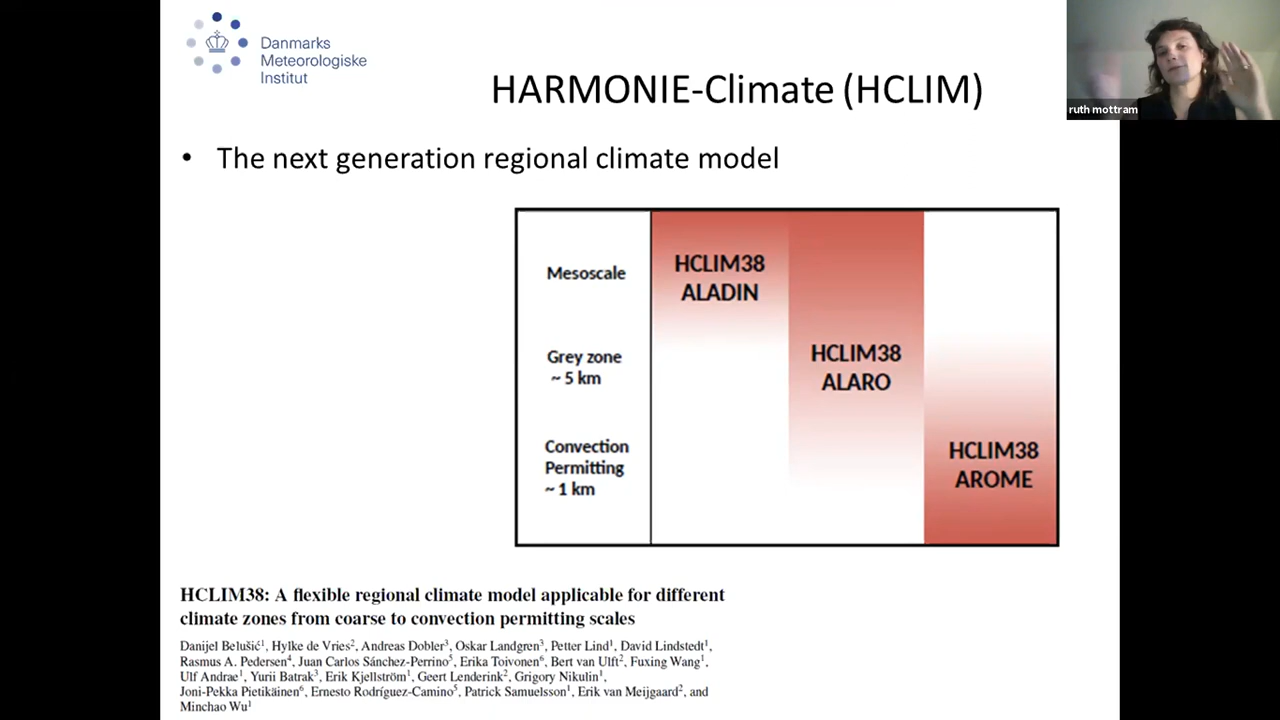 Danmarks
Meteorologiske
Institut
HARMONIE-Climate (HCLIM)
ruth mottram
• The next generation regional climate model
Mesoscale
HCLIM38
ALADIN
Grey zone
~ 5 km
HCLIM38
ALARO
Convection
Permitting
~ 1 km
HCLIM38
AROME
HCLIM38: A flexible regional climate model applicable for different
climate zones from coarse to convection permitting scales
Danijel Belušić¹, Hylke de Vries², Andreas Dobler³, Oskar Landgren³, Petter Lind¹, David Lindstedt¹,
Rasmus A. Pedersen⁴, Juan Carlos Sánchez-Perrino⁵, Erika Toivonen⁶, Bert van Ulft², Fuxing Wang¹,
Ulf Andrae¹, Yurii Batrak³, Erik Kjellström¹, Geert Lenderink², Grigory Nikulin¹,
Joni-Pekka Pietikäinen⁶, Ernesto Rodríguez-Camino⁵, Patrick Samuelsson¹, Erik van Meijgaard², and
Minchao Wu¹